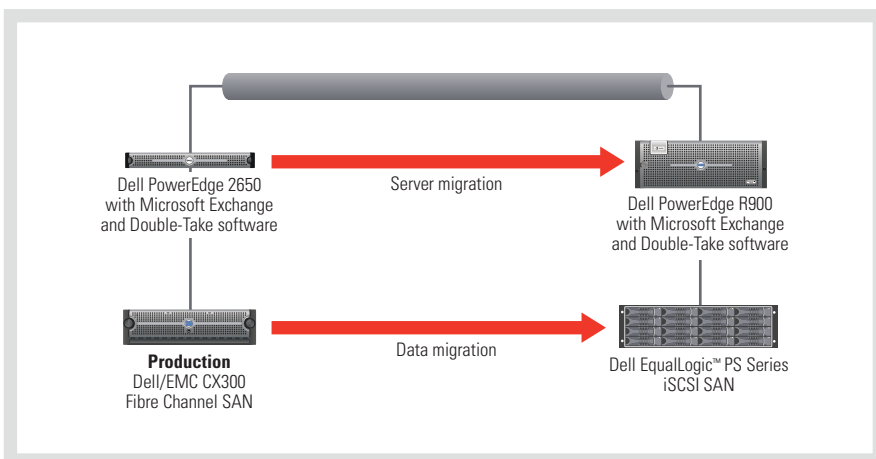 Dell PowerEdge 2650
with Microsoft Exchange
and Double-Take software
Server migration
Dell PowerEdge R900
with Microsoft Exchange
and Double-Take software
Production
Dell/EMC CX300
Fibre Channel SAN
Data migration
Dell EqualLogic™ PS Series
iSCSI SAN